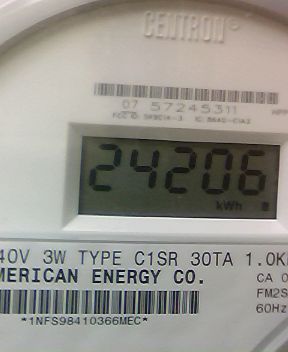 CENTRON®
07 57245311
24206
kWh
40V 3W TYPE C1SR 30TA 1.0K
MERICAN ENERGY CO.
CA 0
FM2S
60Hz
*1NFS98410366MEC*